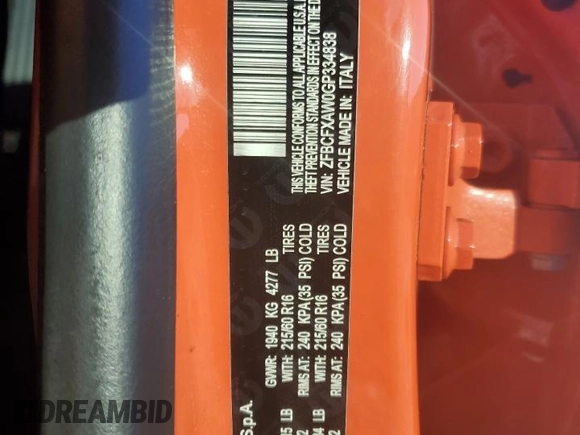 S.p.A.
GVWR: 1940 KG 4277 LB
LB WITH: 215/60 R16 TIRES
RIMS AT: 240 KPA(35 PSI) COLD
LB WITH: 215/60 R16 TIRES
RIMS AT: 240 KPA(35 PSI) COLD
THIS VEHICLE CONFORMS TO ALL APPLICABLE U.S.A.
THEFT PREVENTION STANDARDS IN EFFECT ON THE D
VIN: ZFBCFXAW0GP334838
VEHICLE MADE IN: ITALY
DREAMBID